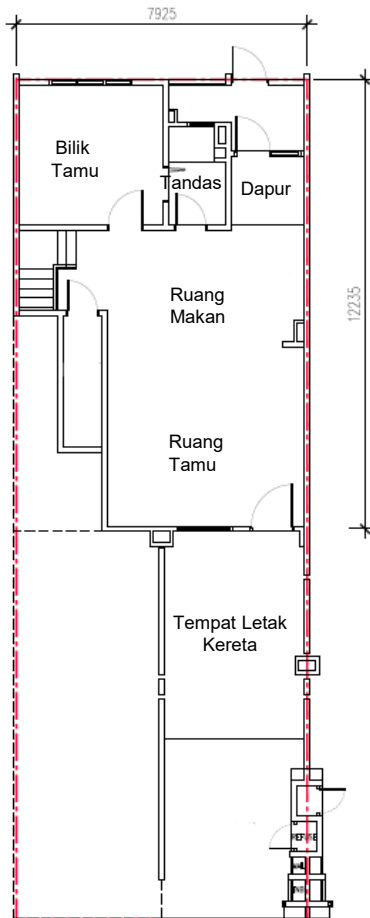 7925
Bilik
Tamu
Tandas
Dapur
Ruang
Makan
12235
Ruang
Tamu
Tempat Letak
Kereta
REFUSE